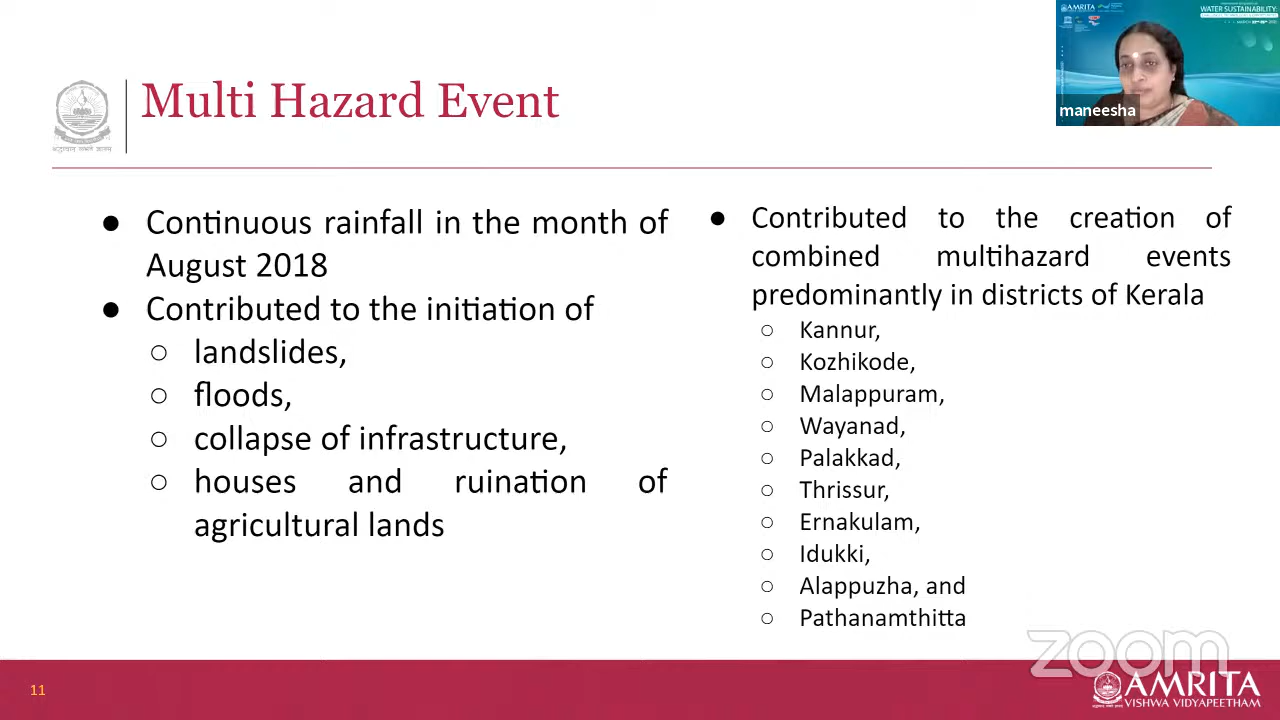 Multi Hazard Event
● Continuous rainfall in the month of
August 2018
● Contributed to the initiation of
○ landslides,
○ floods,
○ collapse of infrastructure,
○ houses and ruination of
agricultural lands
● Contributed to the creation of
combined multihazard events
predominantly in districts of Kerala
○ Kannur,
○ Kozhikode,
○ Malappuram,
○ Wayanad,
○ Palakkad,
○ Thrissur,
○ Ernakulam,
○ Idukki,
○ Alappuzha, and
○ Pathanamthitta
AMRITA
WATER SUSTAINABILITY:
maneesha
zoom
11
AMRITA
VISHWA VIDYAPEETHAM